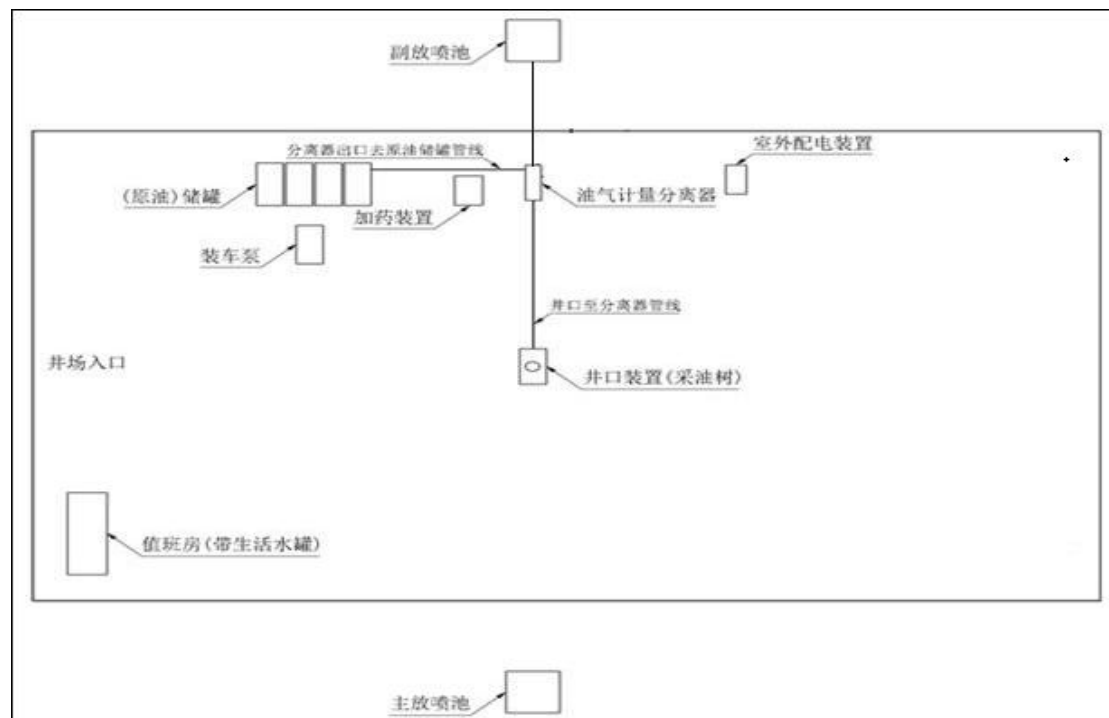 副放喷池
分离器出口去原油储罐管线
室外配电装置
(原油)储罐
加药装置
油气计量分离器
装车泵
井口至分离器管线
井场入口
井口装置(采油树)
值班房(带生活水罐)
主放喷池